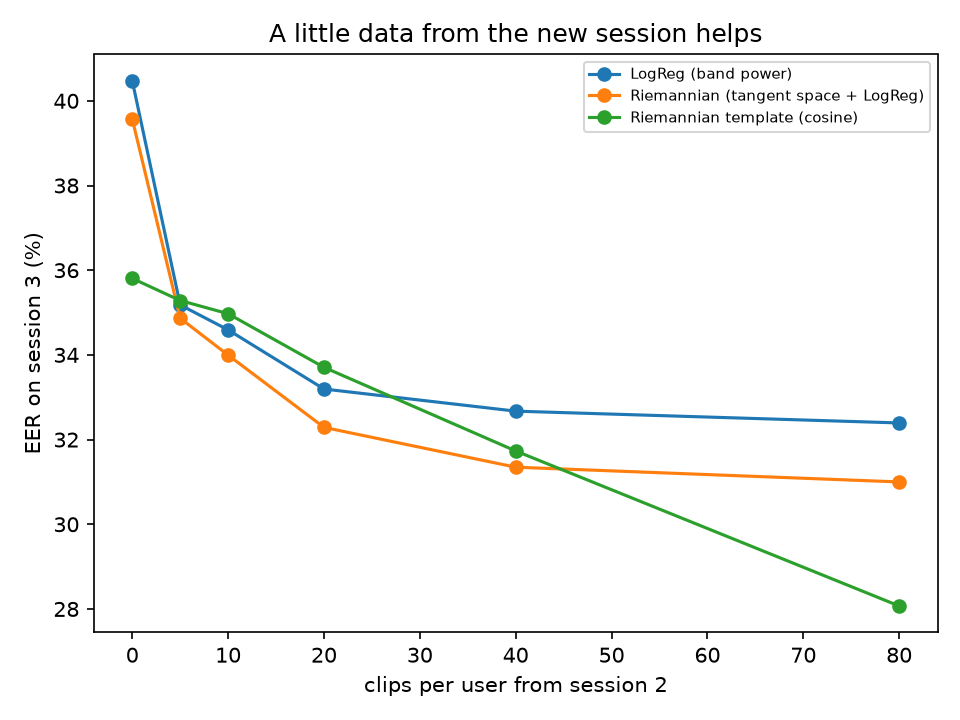 A little data from the new session helps
LogReg (band power)
Riemannian (tangent space + LogReg)
Riemannian template (cosine)
EER on session 3 (%)
40
38
36
34
32
30
28
0 10 20 30 40 50 60 70 80
clips per user from session 2